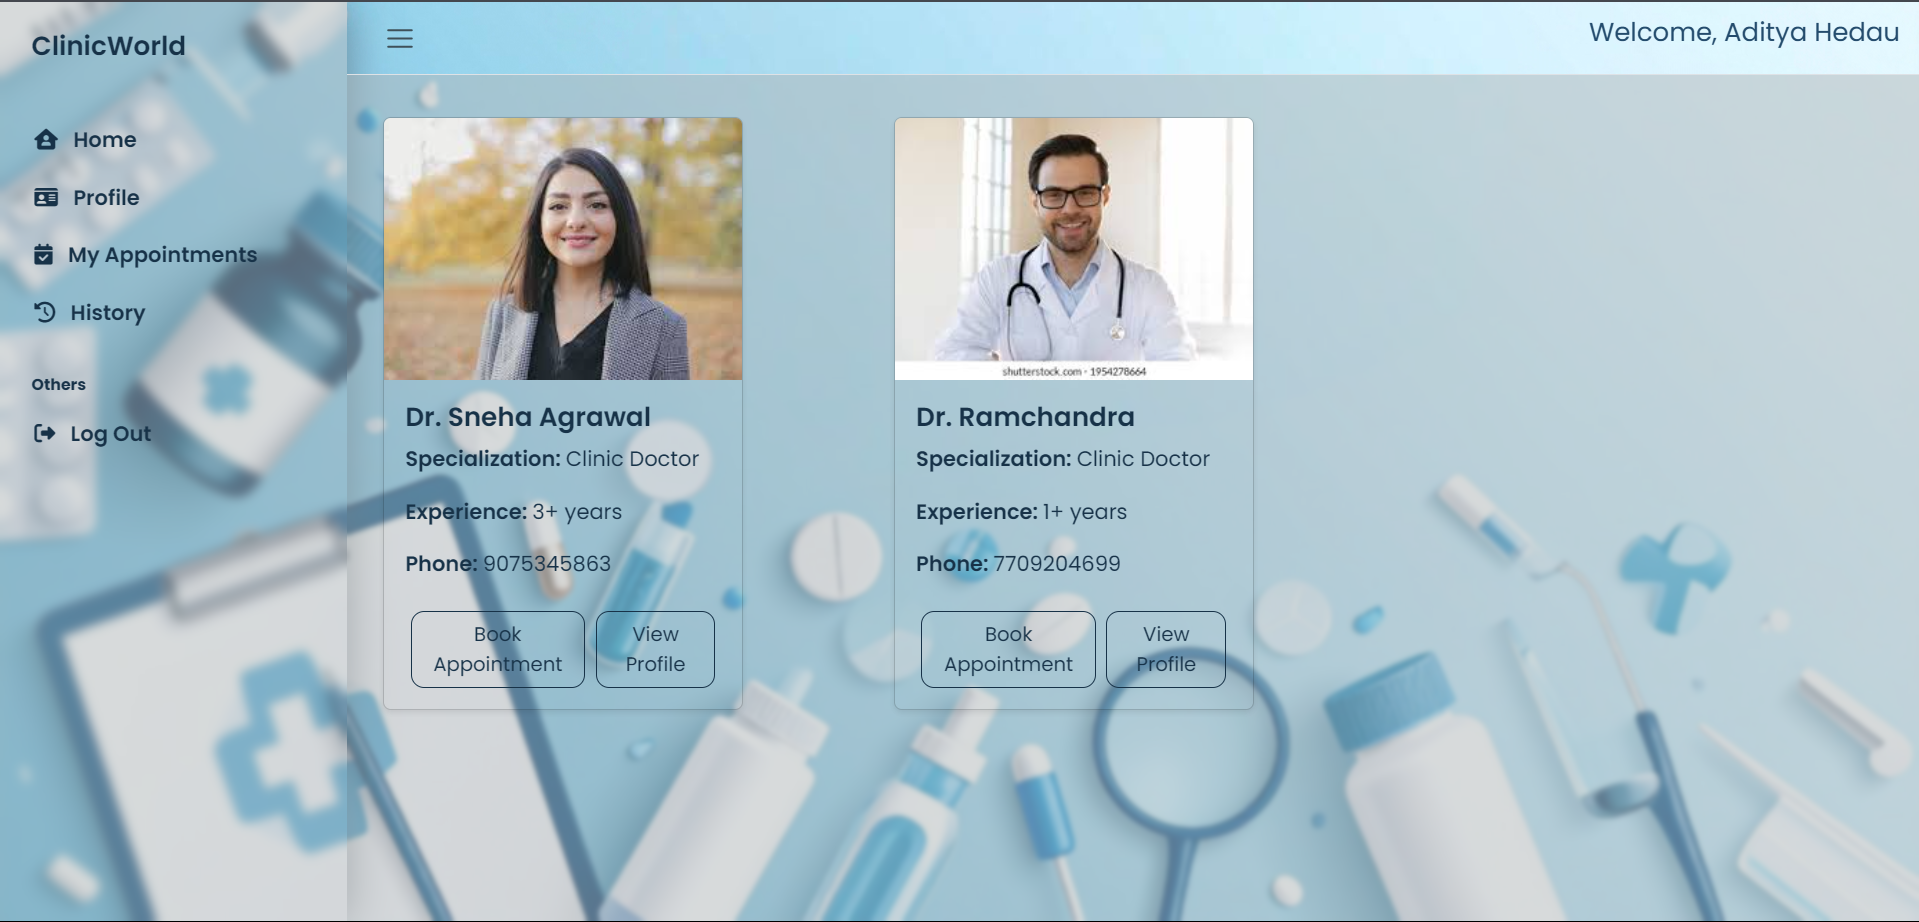 ClinicWorld
Welcome, Aditya Hedau
Home
Profile
My Appointments
History
Others
Log Out
shutterstock.com · 1954278664
Dr. Sneha Agrawal
Specialization: Clinic Doctor
Experience: 3+ years
Phone: 9075345863
Book
Appointment
View
Profile
Dr. Ramchandra
Specialization: Clinic Doctor
Experience: 1+ years
Phone: 7709204699
Book
Appointment
View
Profile